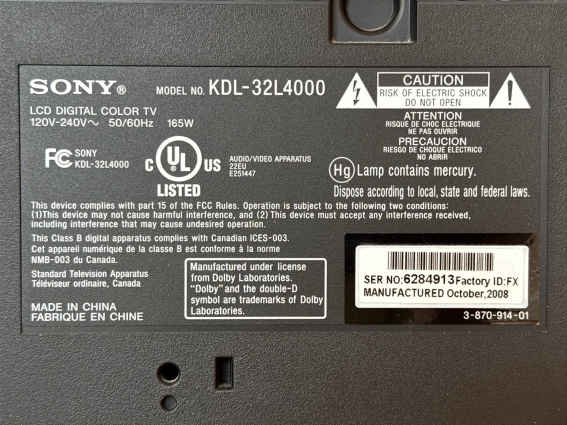 SONY® MODEL NO. KDL-32L4000
LCD DIGITAL COLOR TV
120V-240V~ 50/60Hz 165W
FC SONY
KDL-32L4000
C UL ® US
LISTED
AUDIO/VIDEO APPARATUS
22EU
E251447
CAUTION
RISK OF ELECTRIC SHOCK
DO NOT OPEN
ATTENTION
RISQUE DE CHOC ELECTRIQUE
NE PAS OUVRIR
PRECAUCION
RIESGO DE CHOQUE ELECTRICO
NO ABRIR
Hg Lamp contains mercury.
Dispose according to local, state and federal laws.
This device complies with part 15 of the FCC Rules. Operation is subject to the following two conditions:
(1)This device may not cause harmful interference, and (2) This device must accept any interference received,
including interference that may cause undesired operation.
This Class B digital apparatus complies with Canadian ICES-003.
Cet appareil numérique de la classe B est conforme à la norme
NMB-003 du Canada.
Standard Television Apparatus
Téléviseur ordinaire, Canada
MADE IN CHINA
FABRIQUE EN CHINE
Manufactured under license
from Dolby Laboratories.
"Dolby" and the double-D
symbol are trademarks of Dolby
Laboratories.
SER NO:6284913 Factory ID:FX
MANUFACTURED October,2008
3-870-914-01